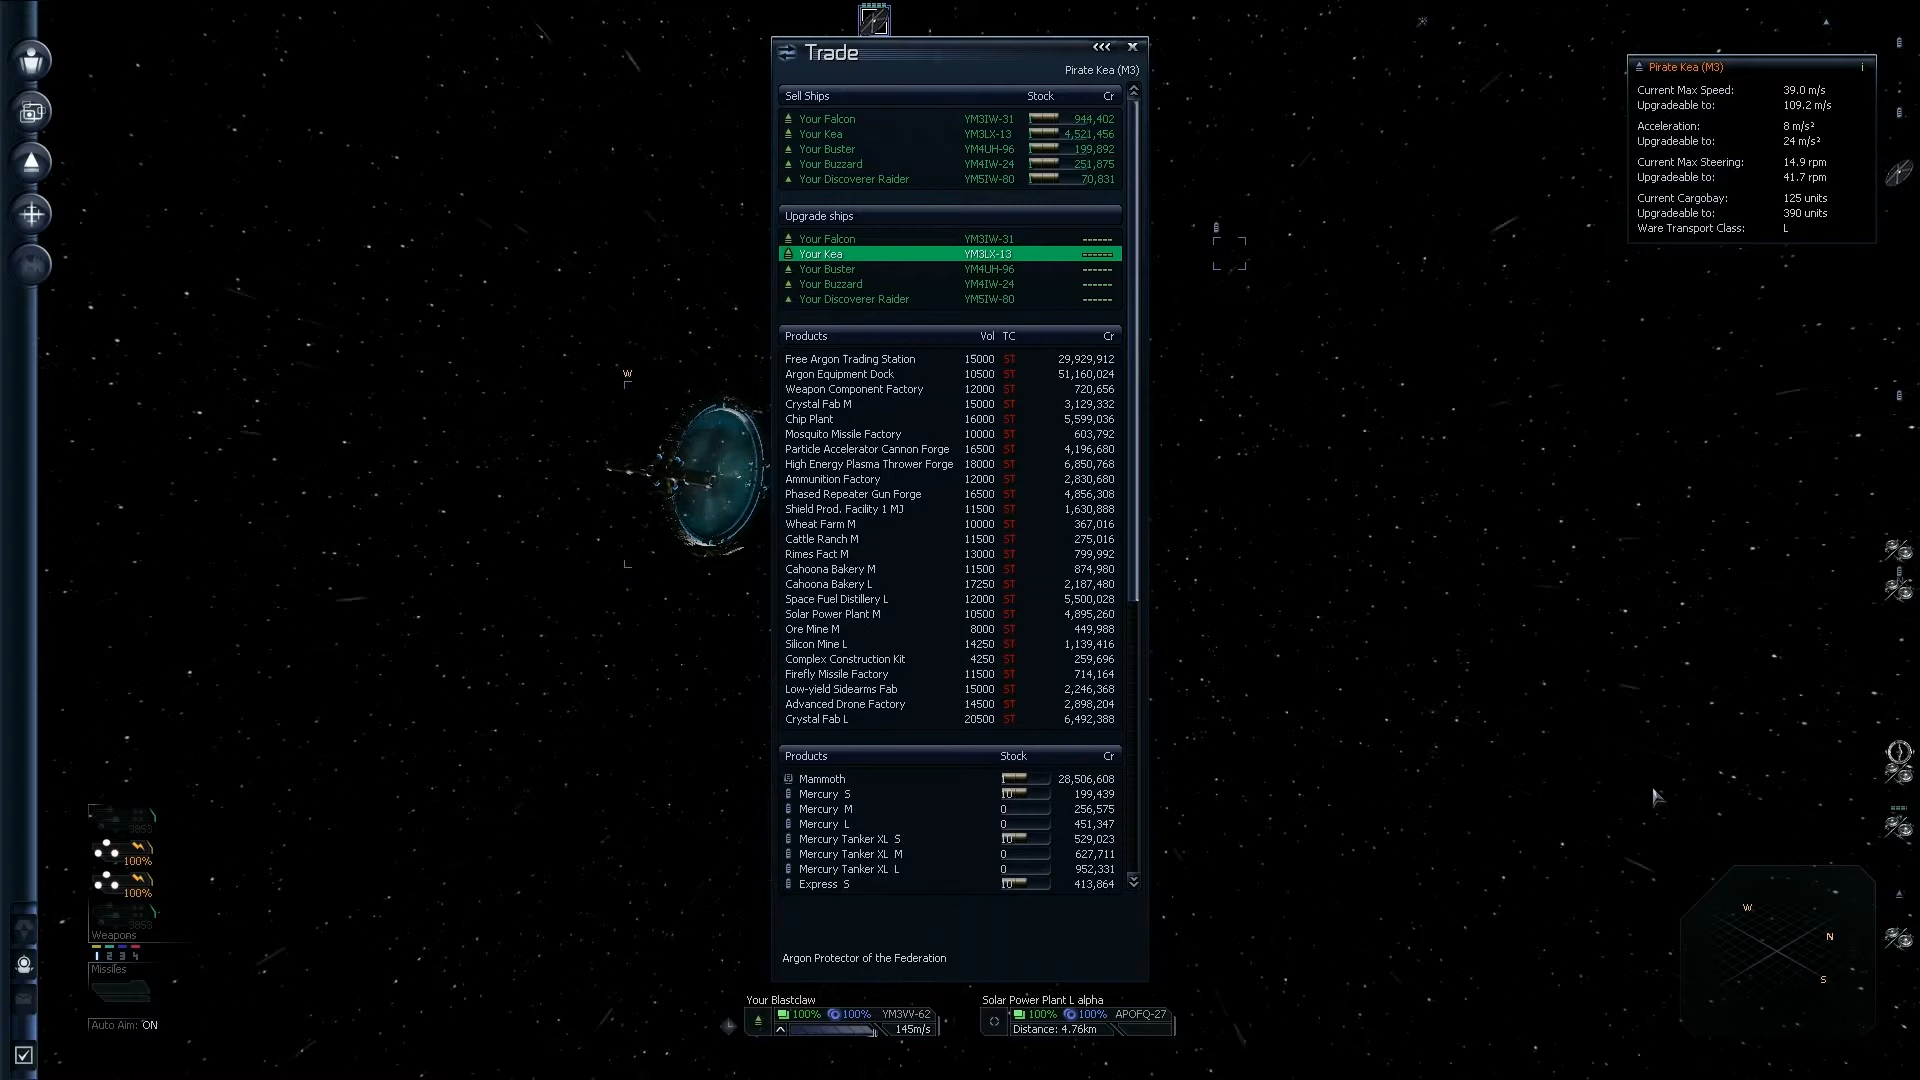 Trade
Pirate Kea (M3)
Sell Ships Stock Cr
Your Falcon YM3IW-31 1 944,402
Your Kea YM3LX-13 1 4,521,456
Your Buster YM4UH-96 1 199,892
Your Buzzard YM4IW-24 1 251,875
Your Discoverer Raider YM5IW-80 1 70,831
Upgrade ships
Your Falcon YM3IW-31 ------
Your Kea YM3LX-13 ------
Your Buster YM4UH-96 ------
Your Buzzard YM4IW-24 ------
Your Discoverer Raider YM5IW-80 ------
Products Vol TC Cr
Free Argon Trading Station 15000 ST 29,929,912
Argon Equipment Dock 10500 ST 51,160,024
Weapon Component Factory 12000 ST 720,656
Crystal Fab M 15000 ST 3,129,332
Chip Plant 16000 ST 5,599,036
Mosquito Missile Factory 10000 ST 603,792
Particle Accelerator Cannon Forge 16500 ST 4,196,680
High Energy Plasma Thrower Forge 18000 ST 6,850,768
Ammunition Factory 12000 ST 2,830,680
Phased Repeater Gun Forge 16500 ST 4,856,308
Shield Prod. Facility 1 MJ 11500 ST 1,630,888
Wheat Farm M 10000 ST 367,016
Cattle Ranch M 11500 ST 275,016
Rimes Fact M 13000 ST 799,992
Cahoona Bakery M 11500 ST 874,980
Cahoona Bakery L 17250 ST 2,187,480
Space Fuel Distillery L 12000 ST 5,500,028
Solar Power Plant M 10500 ST 4,895,260
Ore Mine M 8000 ST 449,988
Silicon Mine L 14250 ST 1,139,416
Complex Construction Kit 4250 ST 259,696
Firefly Missile Factory 11500 ST 714,164
Low-yield Sidearms Fab 15000 ST 2,246,368
Advanced Drone Factory 14500 ST 2,898,204
Crystal Fab L 20500 ST 6,492,388
Products Stock Cr
Mammoth 1 28,506,608
Mercury S 10 199,439
Mercury M 0 256,575
Mercury L 0 451,347
Mercury Tanker XL S 10 529,023
Mercury Tanker XL M 0 627,711
Mercury Tanker XL L 0 952,331
Express S 10 413,864
Argon Protector of the Federation
Pirate Kea (M3) i
Current Max Speed: 39.0 m/s
Upgradeable to: 109.2 m/s
Acceleration: 8 m/s²
Upgradeable to: 24 m/s²
Current Max Steering: 14.9 rpm
Upgradeable to: 41.7 rpm
Current Cargobay: 125 units
Upgradeable to: 390 units
Ware Transport Class: L
W
3853
100%
100%
3853
Weapons
1 2 3 4
Missiles
Auto Aim: ON
Your Blastclaw
100% 100% YM3VV-62
145m/s
Solar Power Plant L alpha
100% 100% APOFQ-27
Distance: 4.76km
W
N
S